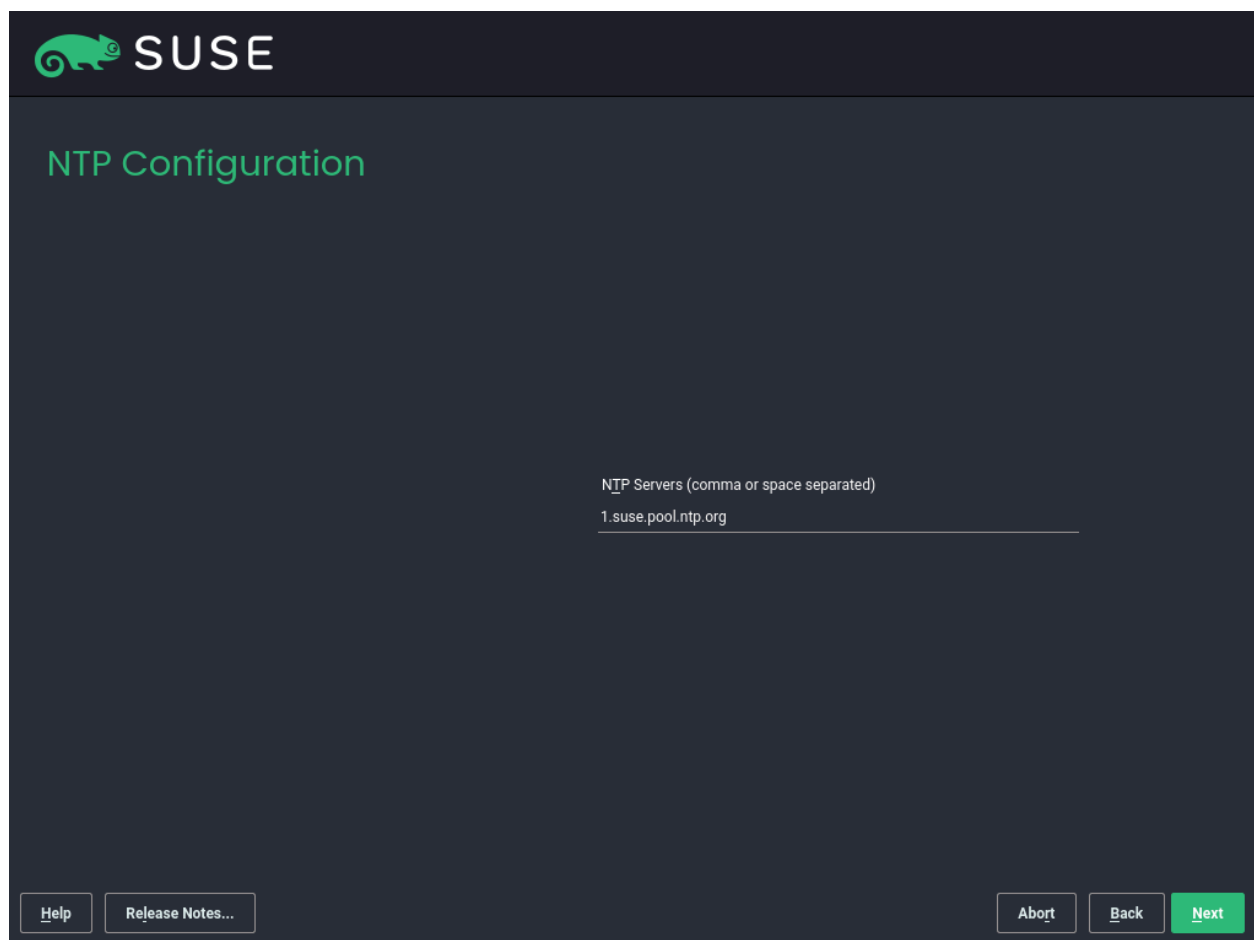 SUSE
NTP Configuration
NTP Servers (comma or space separated)
1.suse.pool.ntp.org
Help Release Notes... Abort Back Next